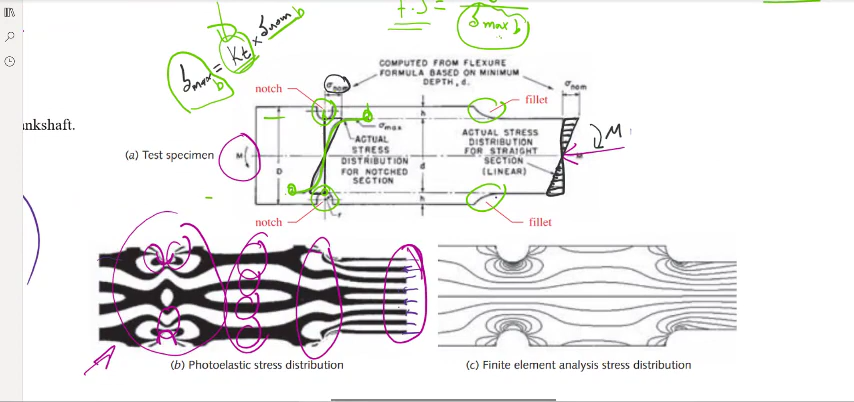 F.S =
σmax)b
σmax)b = Kt × σnom)b
COMPUTED FROM FLEXURE
FORMULA BASED ON MINIMUM
DEPTH, d.
notch
σnom
σnom
fillet
nkshaft.
h
σmax
(a) Test specimen
M
D
ACTUAL
STRESS
DISTRIBUTION
FOR NOTCHED
SECTION
d
ACTUAL STRESS
DISTRIBUTION
FOR STRAIGHT
SECTION
(LINEAR)
M
M
r
h
notch
fillet
(b) Photoelastic stress distribution
(c) Finite element analysis stress distribution